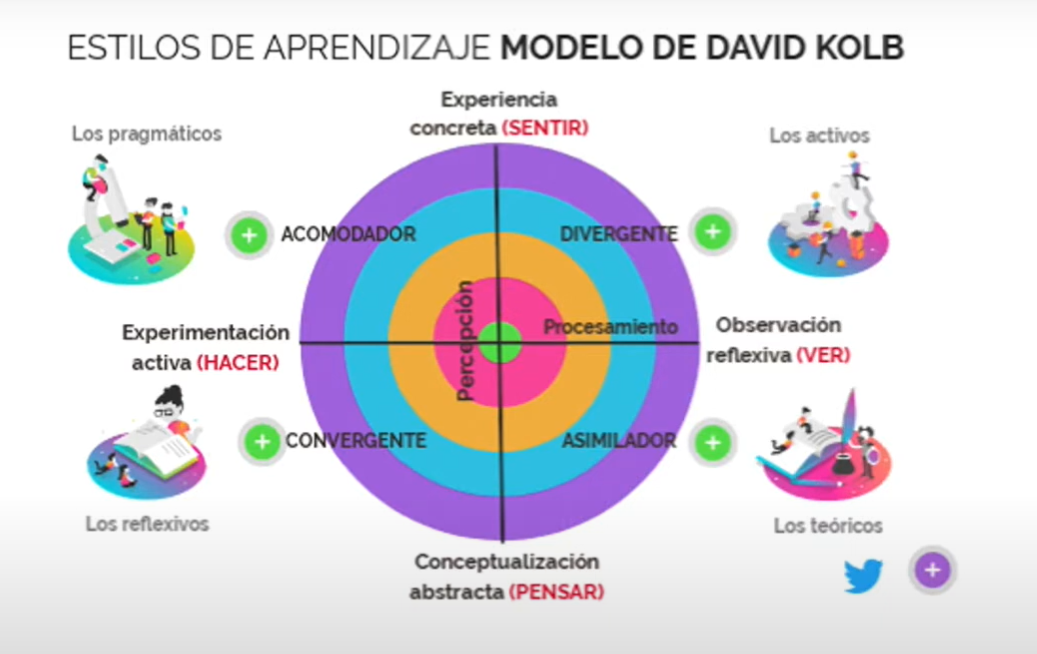 ESTILOS DE APRENDIZAJE MODELO DE DAVID KOLB
Experiencia
concreta (SENTIR)
Los pragmáticos
Los activos
ACOMODADOR
DIVERGENTE
Percepción
Procesamiento
Experimentación
activa (HACER)
Observación
reflexiva (VER)
CONVERGENTE
ASIMILADOR
Los reflexivos
Los teóricos
Conceptualización
abstracta (PENSAR)